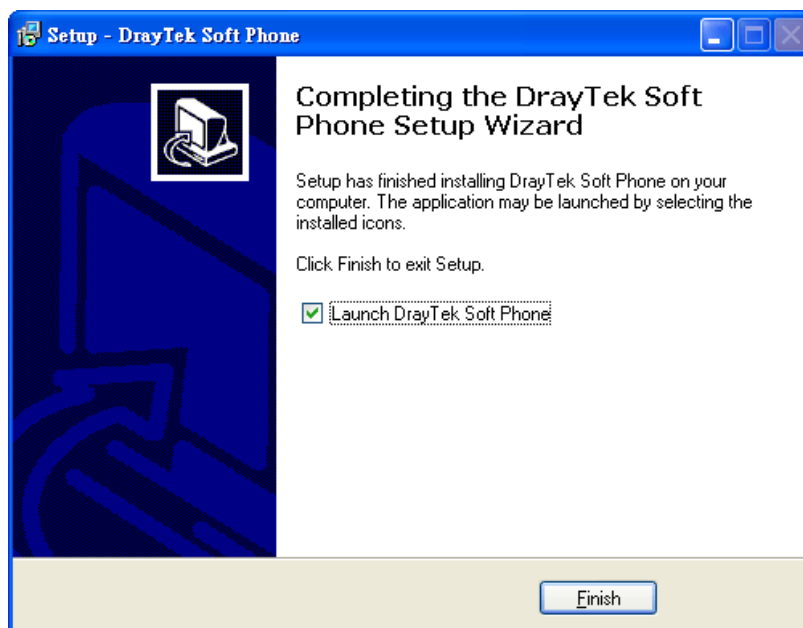 Setup - DrayTek Soft Phone
Completing the DrayTek Soft
Phone Setup Wizard
Setup has finished installing DrayTek Soft Phone on your
computer. The application may be launched by selecting the
installed icons.
Click Finish to exit Setup.
Launch DrayTek Soft Phone
Finish